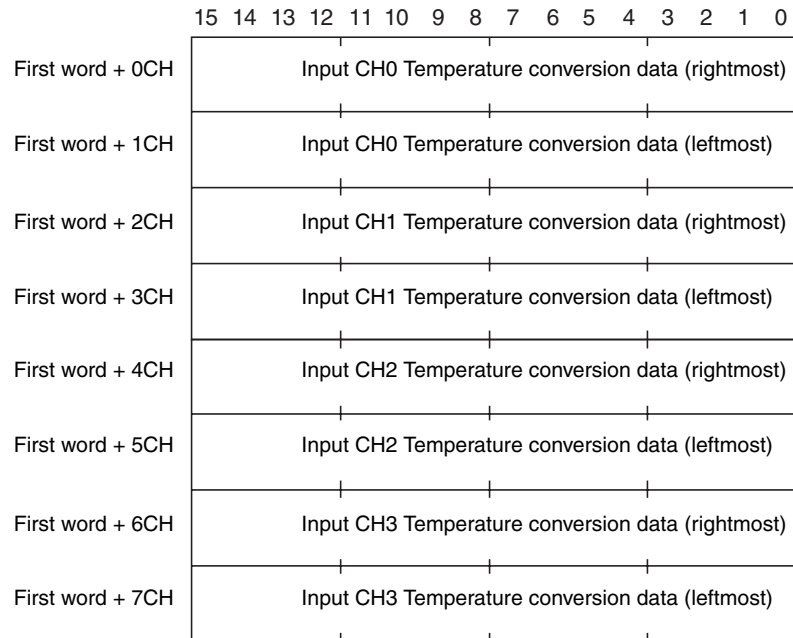 15 14 13 12 11 10 9 8 7 6 5 4 3 2 1 0
First word + 0CH Input CH0 Temperature conversion data (rightmost)
First word + 1CH Input CH0 Temperature conversion data (leftmost)
First word + 2CH Input CH1 Temperature conversion data (rightmost)
First word + 3CH Input CH1 Temperature conversion data (leftmost)
First word + 4CH Input CH2 Temperature conversion data (rightmost)
First word + 5CH Input CH2 Temperature conversion data (leftmost)
First word + 6CH Input CH3 Temperature conversion data (rightmost)
First word + 7CH Input CH3 Temperature conversion data (leftmost)